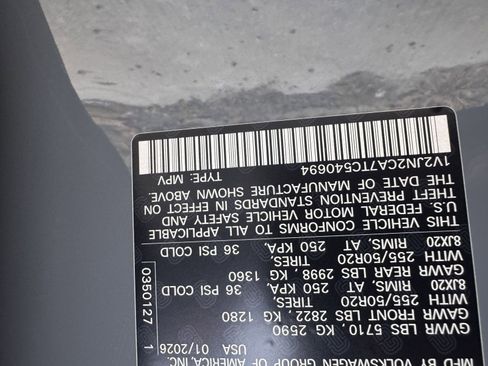 MFD BY VOLKSWAGEN GROUP OF AMERICA, INC.
USA 01/2026
GVWR LBS 5710, KG 2590
GAWR FRONT LBS 2822, KG 1280
WITH 255/50R20 TIRES,
8JX20 RIMS, AT 250 KPA, 36 PSI COLD
GAWR REAR LBS 2998, KG 1360
WITH 255/50R20 TIRES,
8JX20 RIMS, AT 250 KPA, 36 PSI COLD
THIS VEHICLE CONFORMS TO ALL APPLICABLE
U.S. FEDERAL MOTOR VEHICLE SAFETY AND
THEFT PREVENTION STANDARDS IN EFFECT ON
THE DATE OF MANUFACTURE SHOWN ABOVE.
TYPE: MPV
1V2JN2CA7TC540694
0350127 1